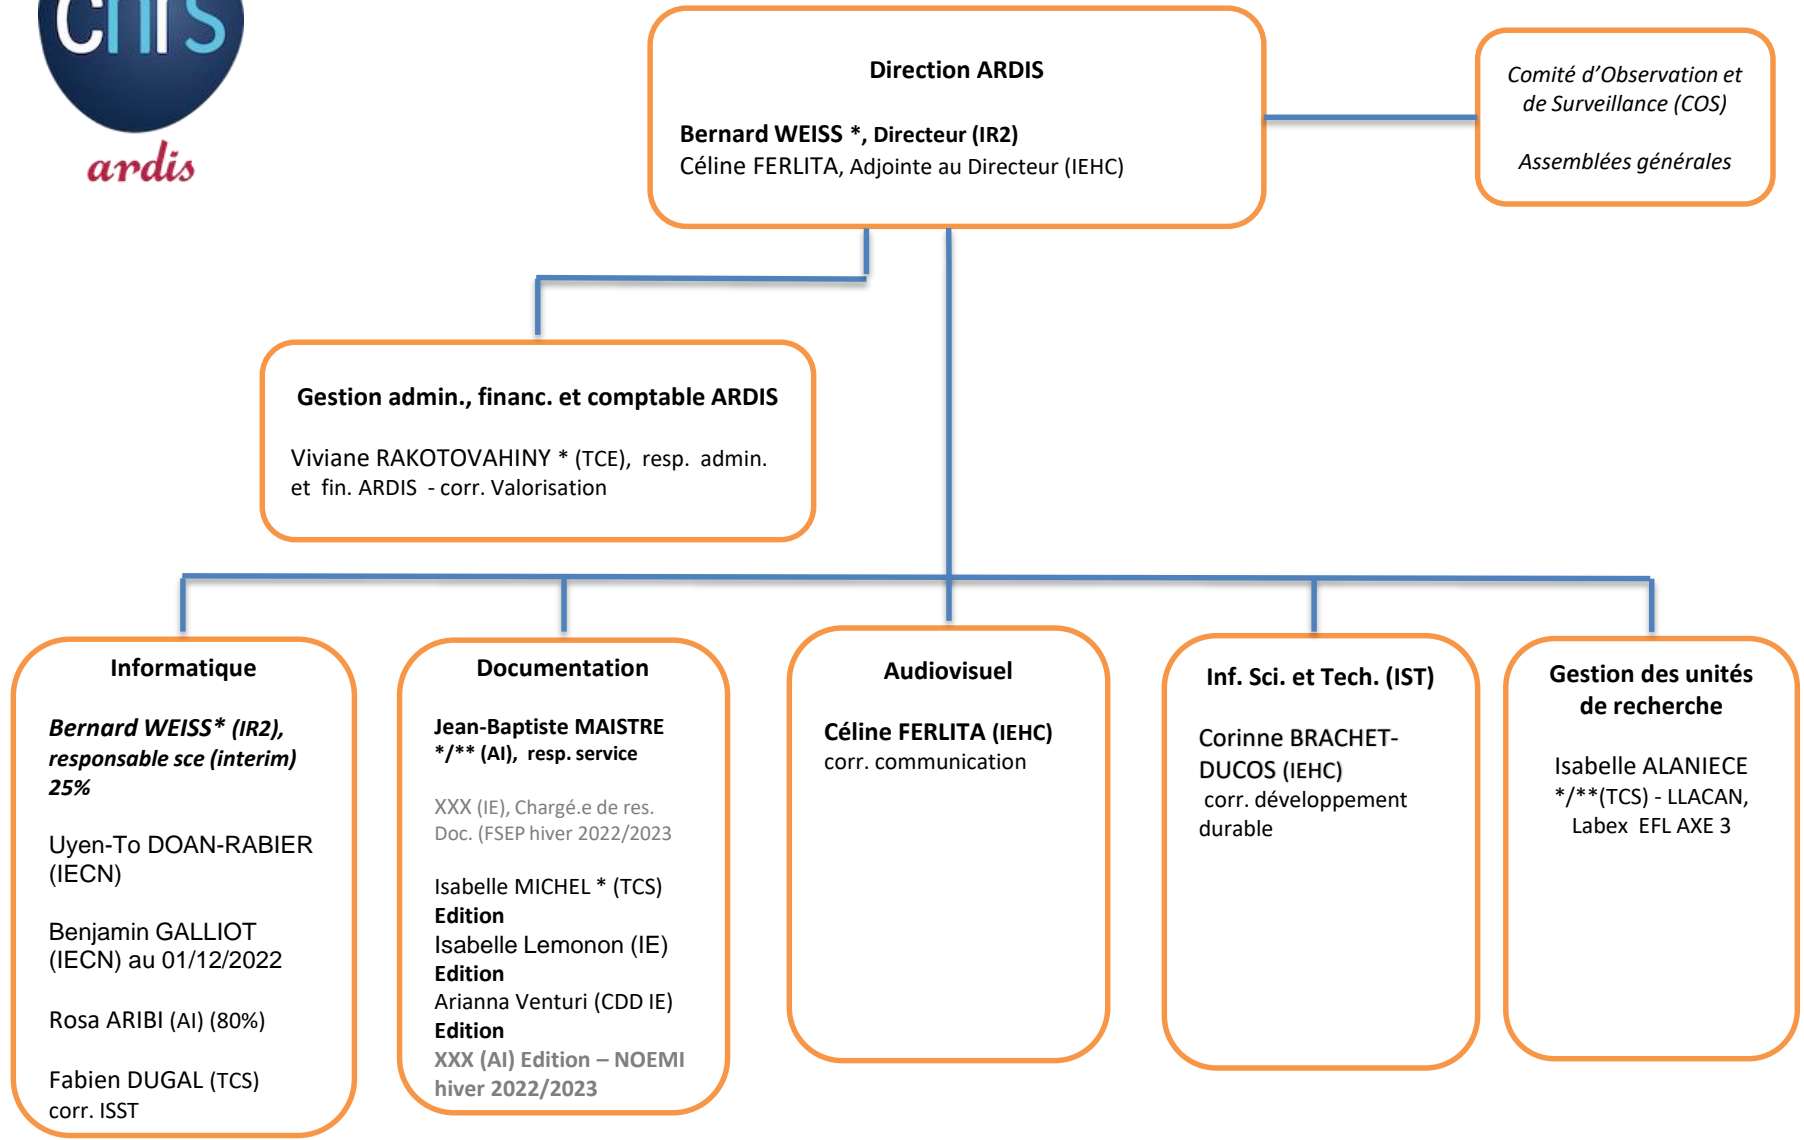 cnrs
ardis
Direction ARDIS
Bernard WEISS *, Directeur (IR2)
Céline FERLITA, Adjointe au Directeur (IEHC)
Comité d'Observation et
de Surveillance (COS)
Assemblées générales
Gestion admin., financ. et comptable ARDIS
Viviane RAKOTOVAHINY * (TCE), resp. admin.
et fin. ARDIS - corr. Valorisation
Informatique
Bernard WEISS* (IR2),
responsable sce (interim)
25%
Uyen-To DOAN-RABIER
(IECN)
Benjamin GALLIOT
(IECN) au 01/12/2022
Rosa ARIBI (AI) (80%)
Fabien DUGAL (TCS)
corr. ISST
Documentation
Jean-Baptiste MAISTRE
*/** (AI), resp. service
XXX (IE), Chargé.e de res.
Doc. (FSEP hiver 2022/2023
Isabelle MICHEL * (TCS)
Edition
Isabelle Lemonon (IE)
Edition
Arianna Venturi (CDD IE)
Edition
XXX (AI) Edition – NOEMI
hiver 2022/2023
Audiovisuel
Céline FERLITA (IEHC)
corr. communication
Inf. Sci. et Tech. (IST)
Corinne BRACHET-
DUCOS (IEHC)
corr. développement
durable
Gestion des unités
de recherche
Isabelle ALANIECE
*/**(TCS) - LLACAN,
Labex EFL AXE 3